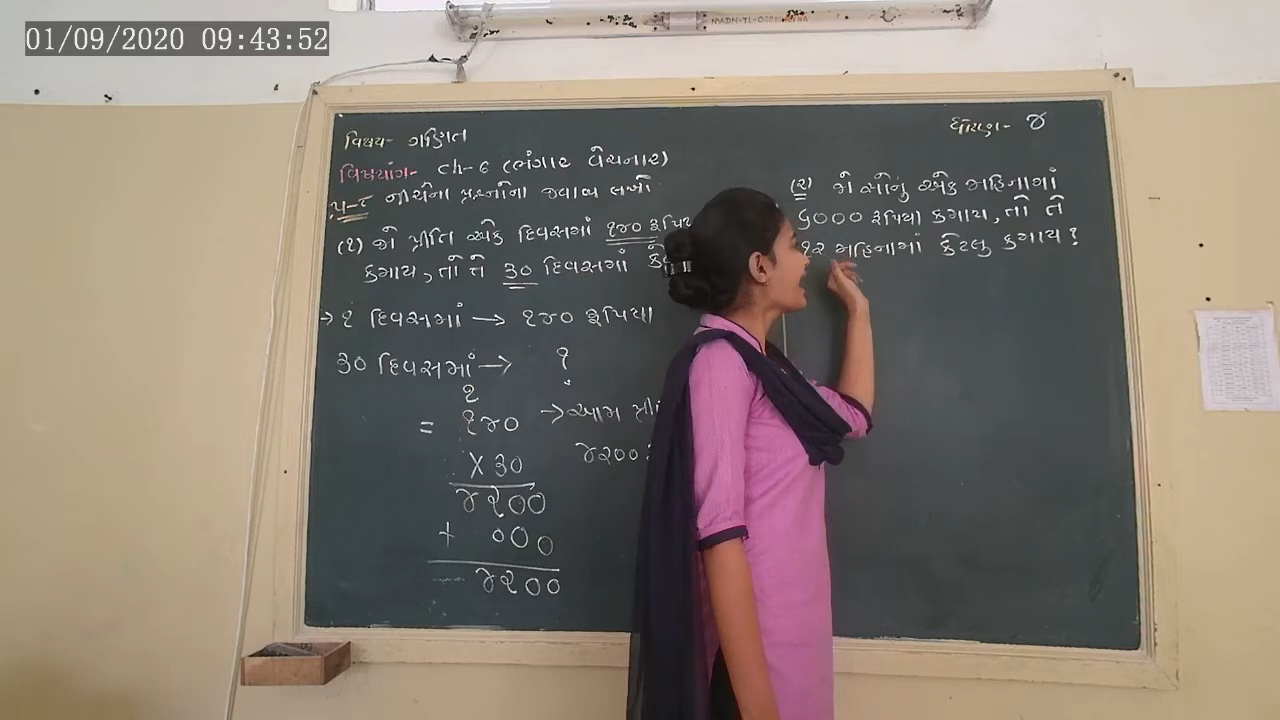 01/09/2020 09:43:52
વિષય- ગણિત
ધોરણ- ૪
વિષયાંગ- ch-૬ (ભંગાર વેચનાર)
પ્ર-૮ નીચેના પ્રશ્નોના જવાબ લખો
(૧) જો પ્રીતિ એક દિવસમાં ૧૪૦ રૂપિયા
કમાય, તો તે ૩૦ દિવસમાં
→ ૧ દિવસમાં → ૧૪૦ રૂપિયા
૩૦ દિવસમાં → ?
૧
= ૧૪૦
X ૩૦
૪૨૦૦
+ ૦૦૦
૪૨૦૦
→ આમ
૪૨૦૦
(૨) જો સોનું એક મહિનામાં
૬૦૦૦ રૂપિયા કમાય, તો તે
૧૨ મહિનામાં કેટલુ કમાય?